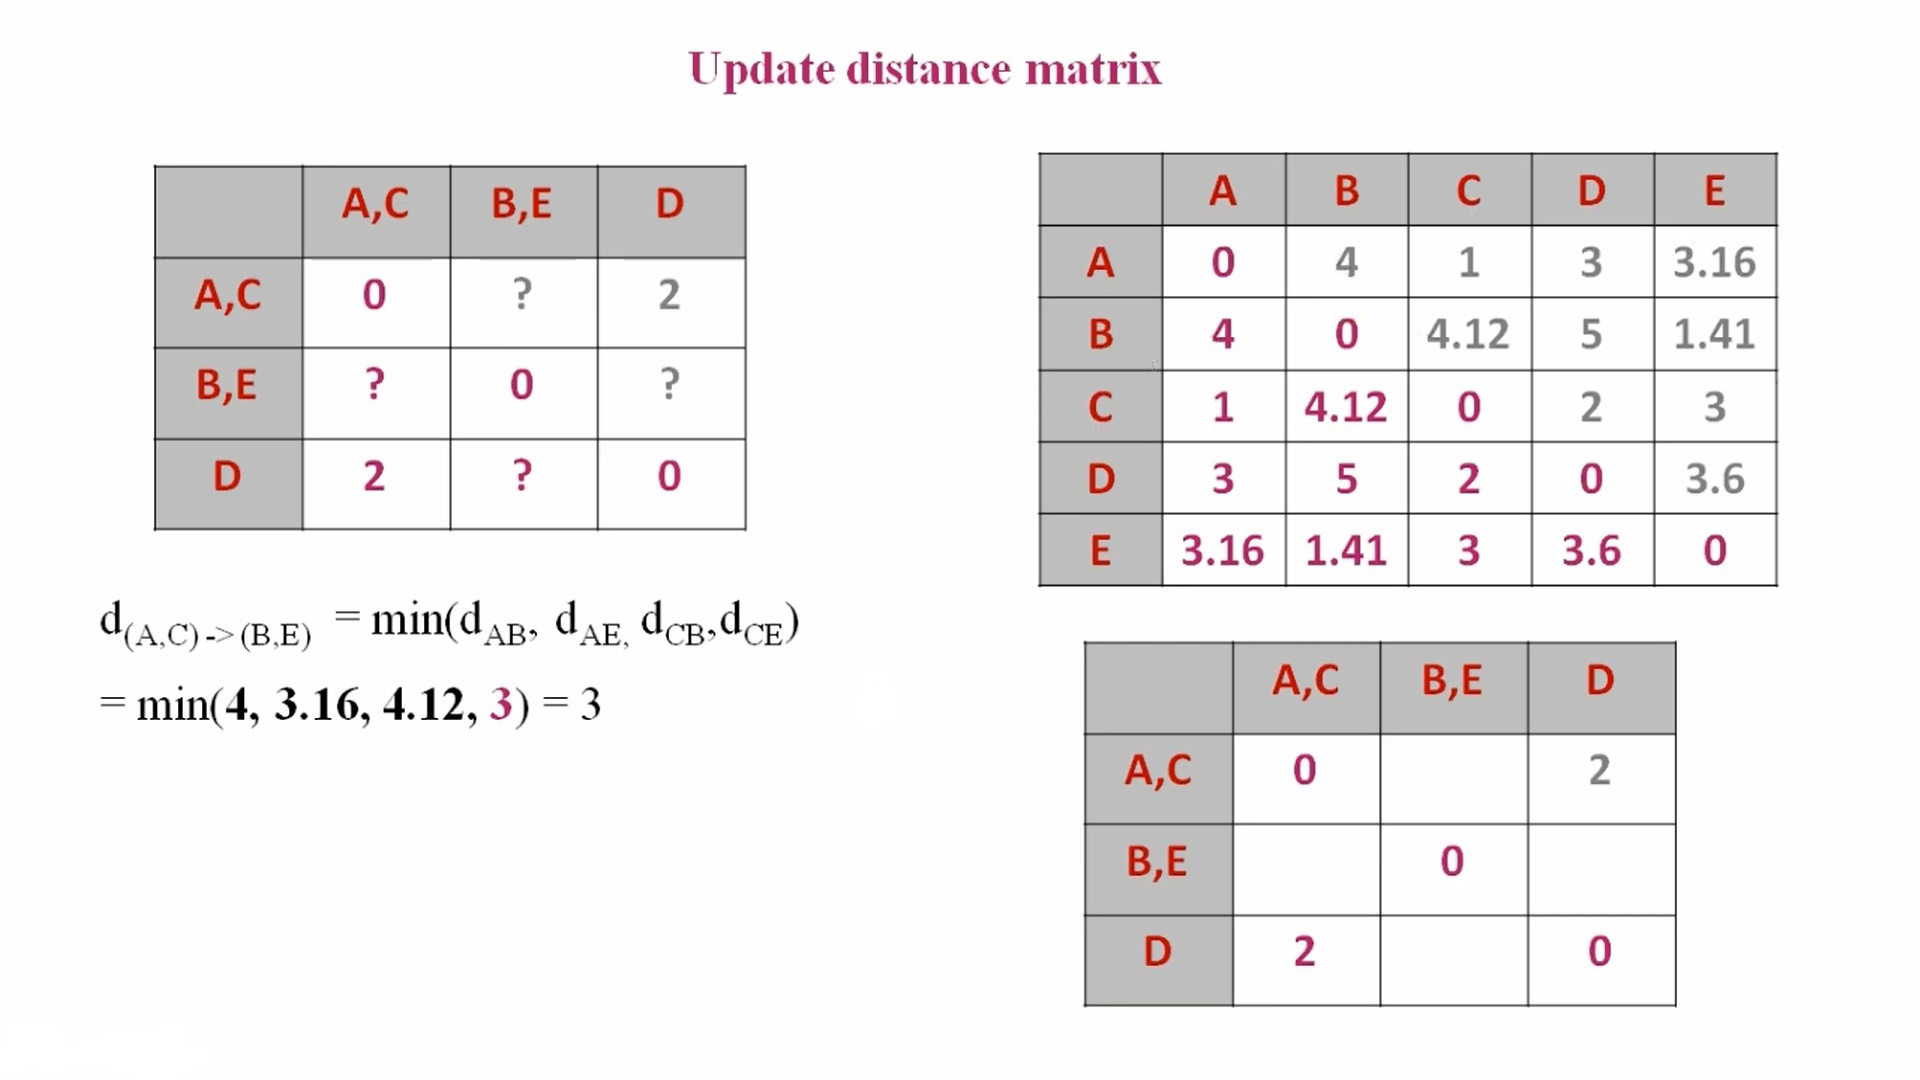 Update distance matrix
A,C B,E D
A,C 0 ? 2
B,E ? 0 ?
D 2 ? 0
d(A,C)->(B,E) = min(dAB, dAE, dCB,dCE)
= min(4, 3.16, 4.12, 3) = 3
A B C D E
A 0 4 1 3 3.16
B 4 0 4.12 5 1.41
C 1 4.12 0 2 3
D 3 5 2 0 3.6
E 3.16 1.41 3 3.6 0
A,C B,E D
A,C 0 2
B,E 0
D 2 0